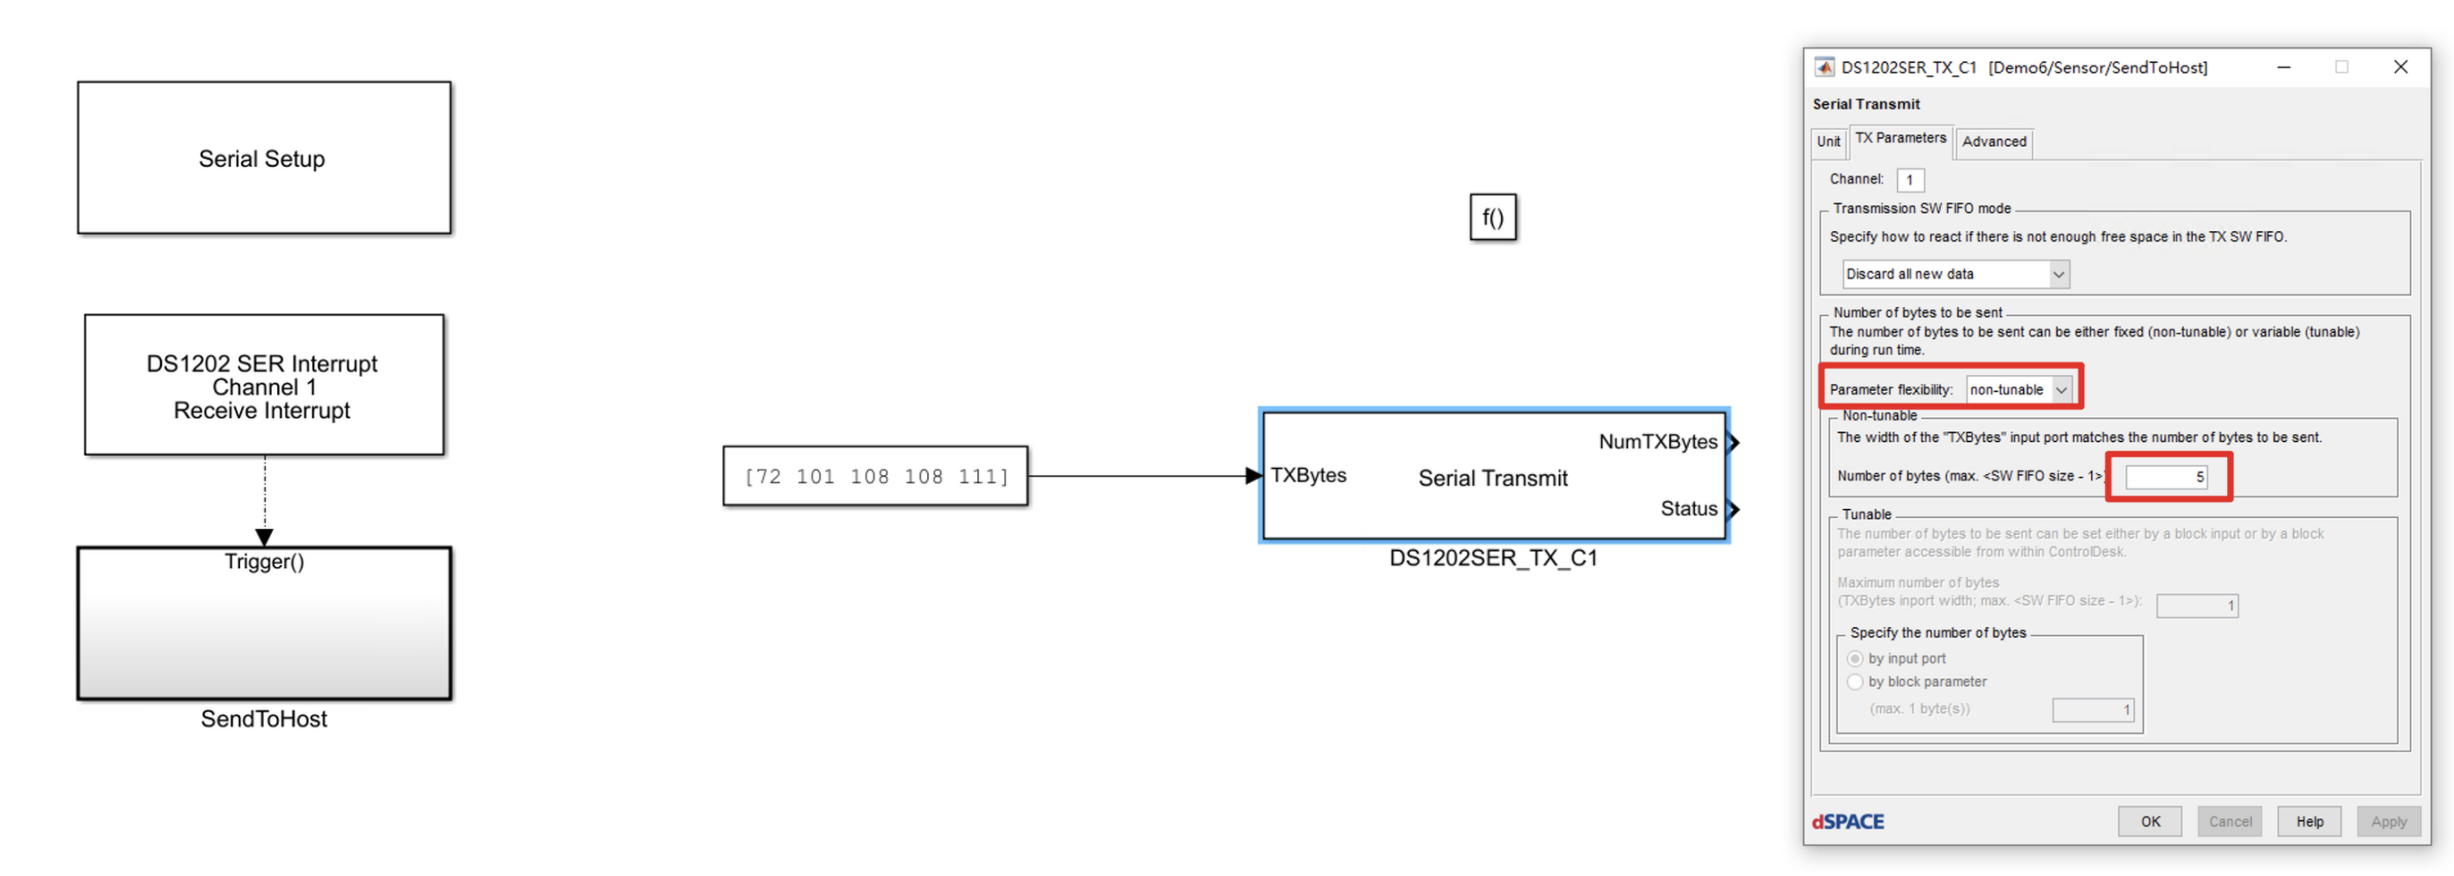 Serial Setup
DS1202 SER Interrupt
Channel 1
Receive Interrupt
Trigger()
SendToHost
f()
[72 101 108 108 111]
TXBytes
Serial Transmit
NumTXBytes
Status
DS1202SER_TX_C1
DS1202SER_TX_C1 [Demo6/Sensor/SendToHost]
Serial Transmit
Unit TX Parameters Advanced
Channel: 1
Transmission SW FIFO mode
Specify how to react if there is not enough free space in the TX SW FIFO.
Discard all new data
Number of bytes to be sent
The number of bytes to be sent can be either fixed (non-tunable) or variable (tunable)
during run time.
Parameter flexibility: non-tunable
Non-tunable
The width of the "TXBytes" input port matches the number of bytes to be sent.
Number of bytes (max. <SW FIFO size - 1> 5
Tunable
The number of bytes to be sent can be set either by a block input or by a block
parameter accessible from within ControlDesk.
Maximum number of bytes
(TXBytes inport width; max. <SW FIFO size - 1>): 1
Specify the number of bytes
by input port
by block parameter
(max. 1 byte(s)) 1
dSPACE OK Cancel Help Apply